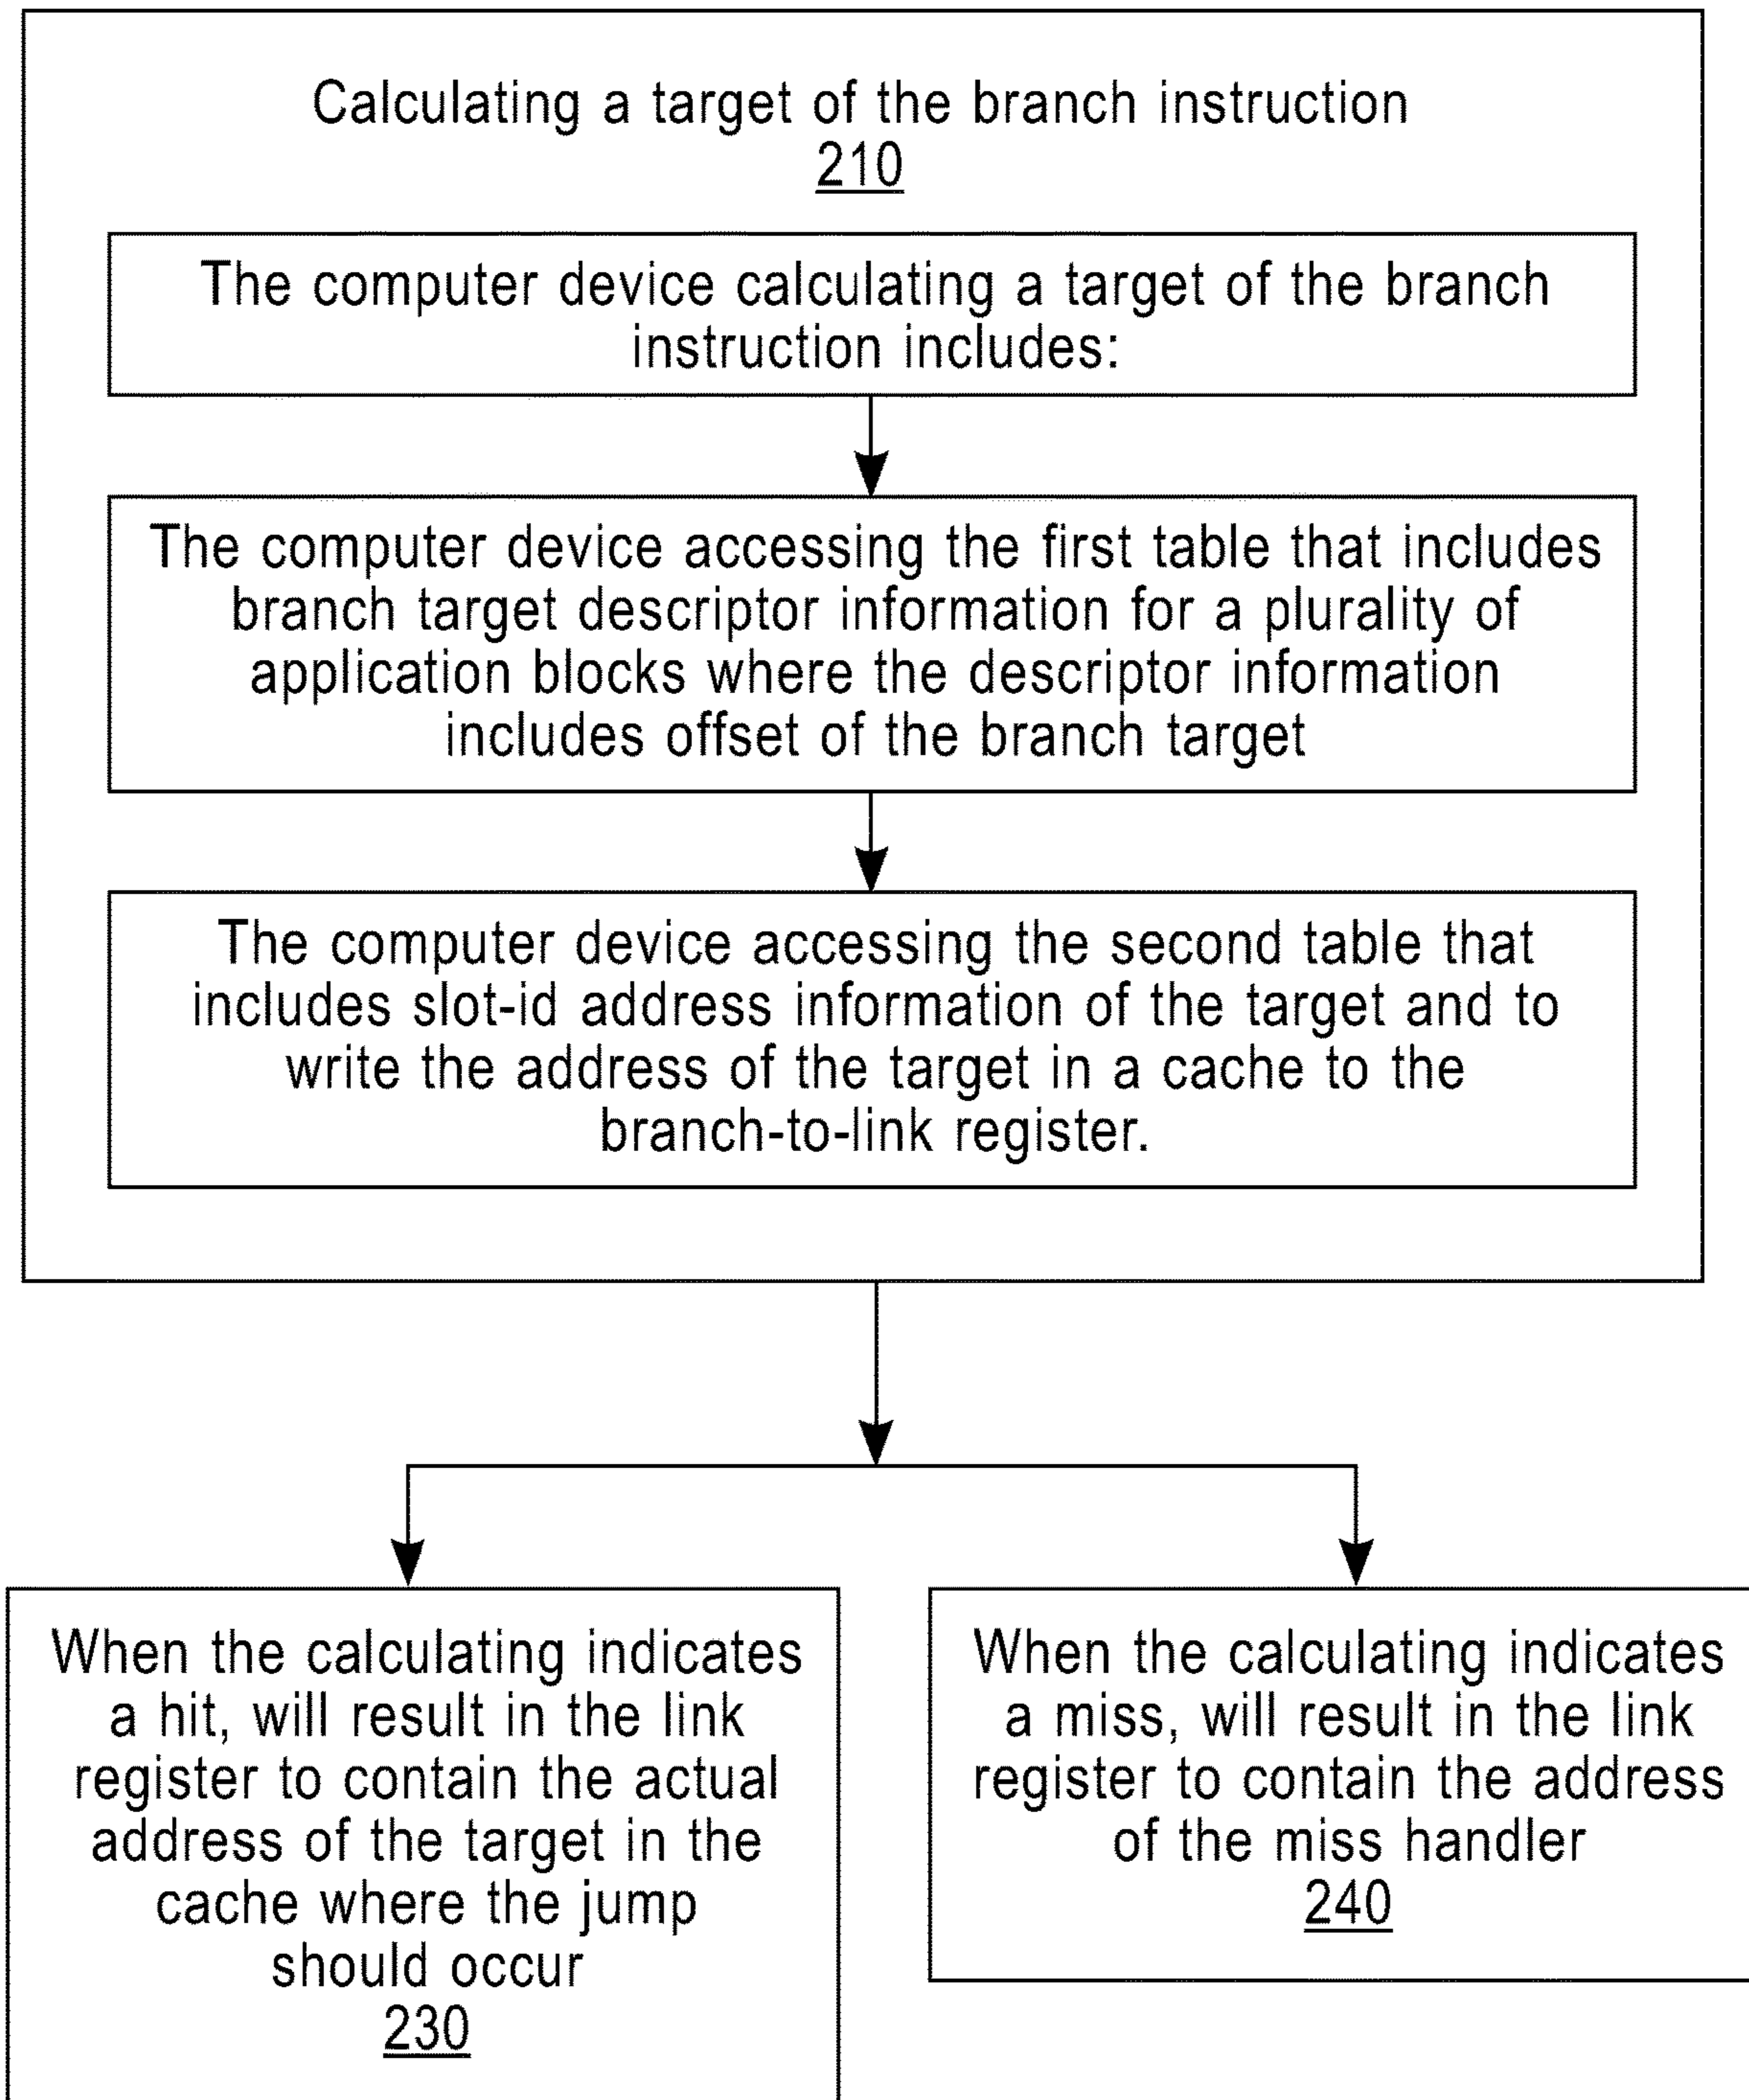 Calculating a target of the branch instruction
210
The computer device calculating a target of the branch
instruction includes:
The computer device accessing the first table that includes
branch target descriptor information for a plurality of
application blocks where the descriptor information
includes offset of the branch target
The computer device accessing the second table that
includes slot-id address information of the target and to
write the address of the target in a cache to the
branch-to-link register.
When the calculating indicates
a hit, will result in the link
register to contain the actual
address of the target in the
cache where the jump
should occur
230
When the calculating indicates
a miss, will result in the link
register to contain the address
of the miss handler
240